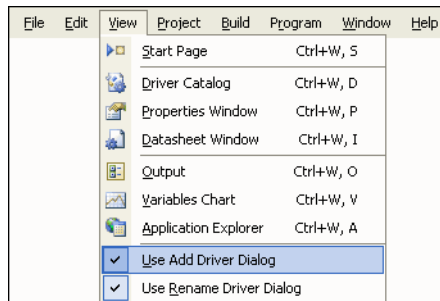 File Edit View Project Build Program Window Help
Start Page Ctrl+W, S
Driver Catalog Ctrl+W, D
Properties Window Ctrl+W, P
Datasheet Window Ctrl+W, I
Output Ctrl+W, O
Variables Chart Ctrl+W, V
Application Explorer Ctrl+W, A
Use Add Driver Dialog
Use Rename Driver Dialog